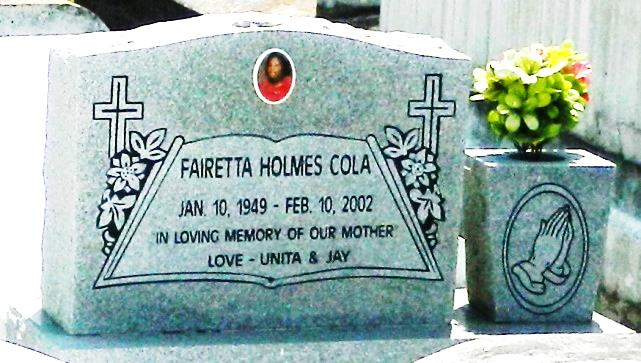 FAIRETTA HOLMES COLA
JAN. 10, 1949 - FEB. 10, 2002
IN LOVING MEMORY OF OUR MOTHER
LOVE - UNITA & JAY